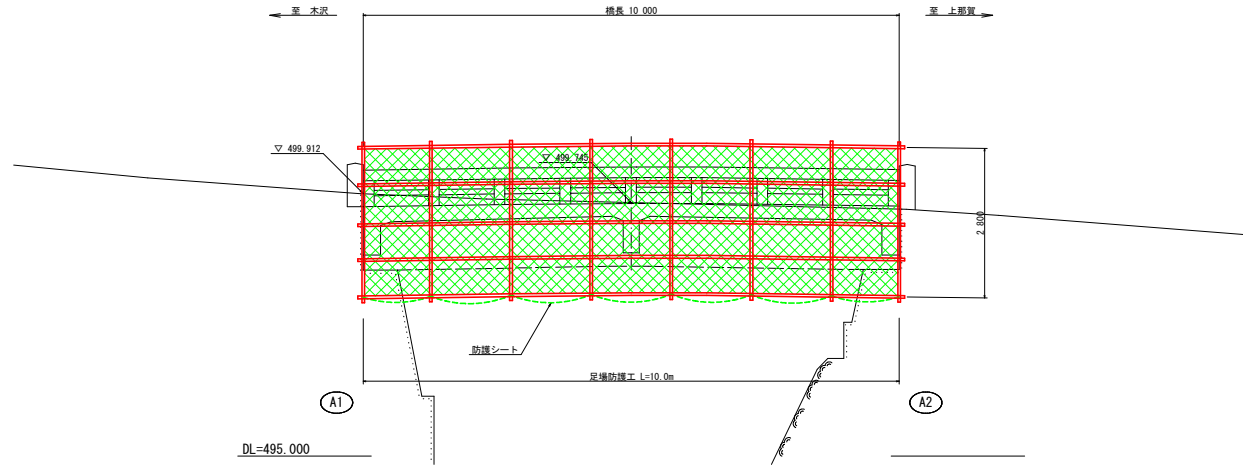 至 木沢
橋長 10 000
至 上那賀
▽ 499.912
▽ 499.745
2 800
防護シート
足場防護工 L=10.0m
A1
A2
DL=495.000